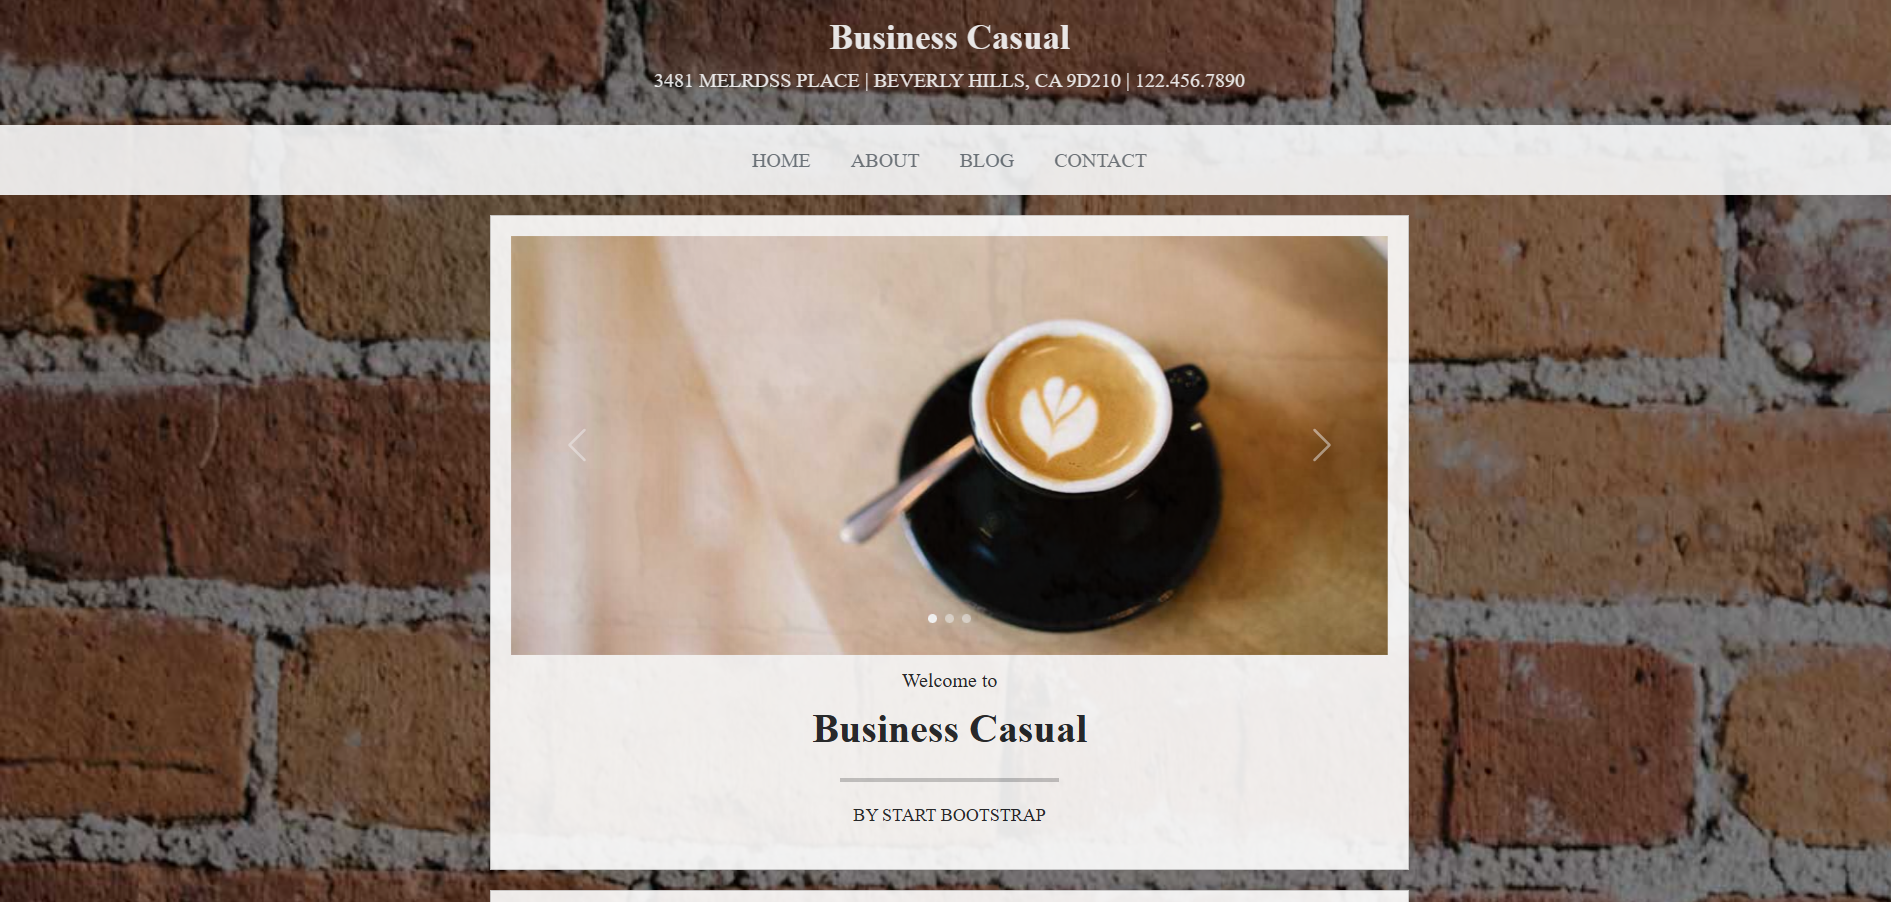 Business Casual
3481 MELRDSS PLACE | BEVERLY HILLS, CA 9D210 | 122.456.7890
HOME ABOUT BLOG CONTACT
Welcome to
Business Casual
BY START BOOTSTRAP